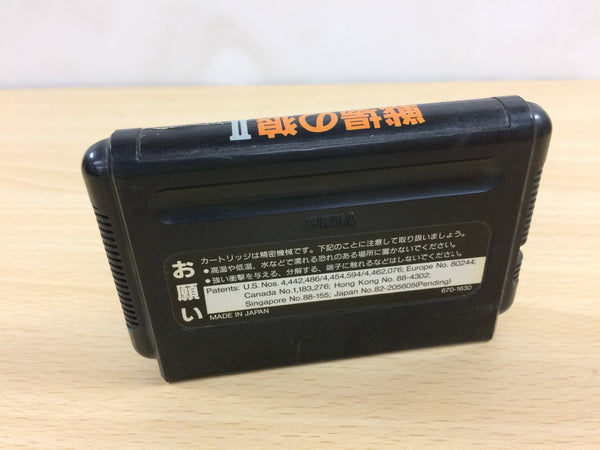 戦場の狼 II
SEGA
お願い
カートリッジは精密機械です。下記のことに注意して取り扱いましょう。
●高温や低温、水などで濡れる恐れのある場所に置かないでください。
●強い衝撃を与える、分解する、端子に触れるなどはしないでください。
Patents: U.S. Nos. 4,442,486/4,454,594/4,462,076; Europe No. 80244;
Canada No.1,183,276; Hong Kong No. 88-4302;
Singapore No. 88-155; Japan No. 82-205605(Pending)
MADE IN JAPAN
670-1630